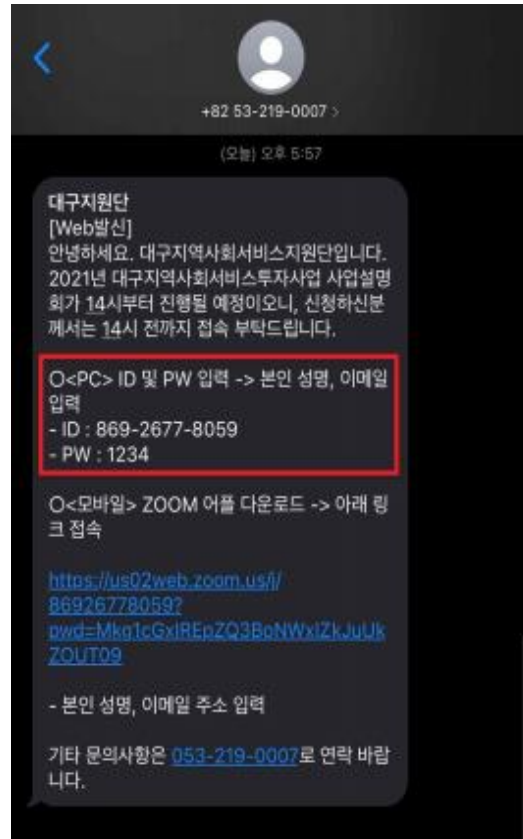 +82 53-219-0007 >
(오늘) 오후 5:57
대구지원단
[Web발신]
안녕하세요. 대구지역사회서비스지원단입니다.
2021년 대구지역사회서비스투자사업 사업설명
회가 14시부터 진행될 예정이오니, 신청하신분
께서는 14시 전까지 접속 부탁드립니다.
○<PC> ID 및 PW 입력 -> 본인 성명, 이메일
입력
- ID : 869-2677-8059
- PW : 1234
○<모바일> ZOOM 어플 다운로드 -> 아래 링
크 접속
https://us02web.zoom.us/j/
86926778059?
- 본인 성명, 이메일 주소 입력
기타 문의사항은 053-219-0007로 연락 바랍
니다.